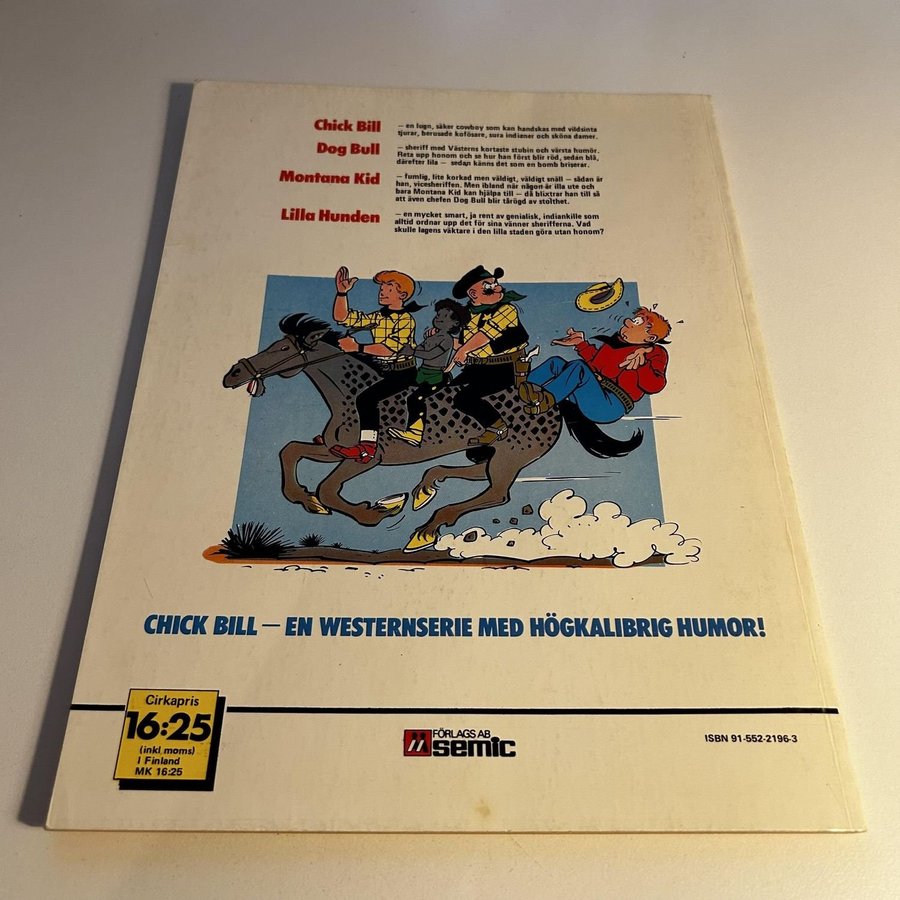 Chick Bill — en lugn, säker cowboy som kan handskas med vildsinta
tjurar, berusade kofösare, sura indianer och sköna damer.
Dog Bull — sheriff med Västerns kortaste stubin och värsta humör.
Reta upp honom och se hur han först blir röd, sedan blå,
därefter lila — sedan känns det som en bomb briserar.
Montana Kid — fumlig, lite korkad men väldigt, väldigt snäll — sådan är
han, vicesheriffen. Men ibland när någon är illa ute och
bara Montana Kid kan hjälpa till — då blixtrar han till så
att även chefen Dog Bull blir tårögd av stolthet.
Lilla Hunden — en mycket smart, ja rent av genialisk, indiankille som
alltid ordnar upp det för sina vänner sherifferna. Vad
skulle lagens väktare i den lilla staden göra utan honom?
CHICK BILL — EN WESTERNSERIE MED HÖGKALIBRIG HUMOR!
Cirkapris
16:25
(inkl moms)
I Finland
MK 16:25
FÖRLAGS AB
semic
ISBN 91-552-2196-3